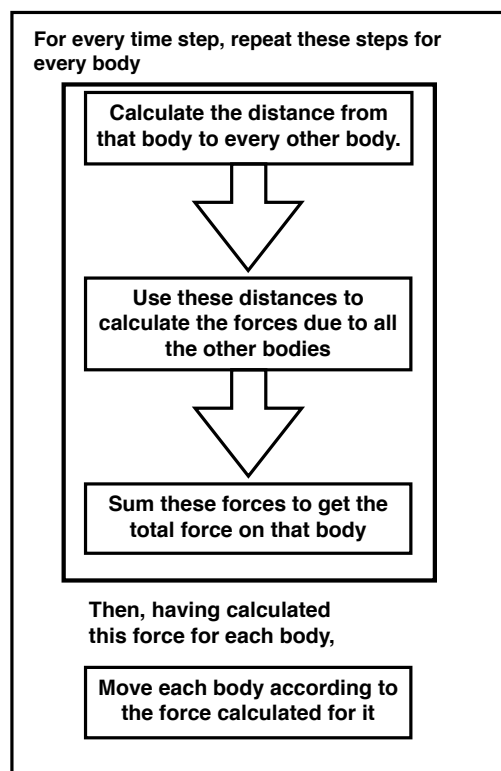 For every time step, repeat these steps for
every body
Calculate the distance from
that body to every other body.
Use these distances to
calculate the forces due to all
the other bodies
Sum these forces to get the
total force on that body
Then, having calculated
this force for each body,
Move each body according to
the force calculated for it